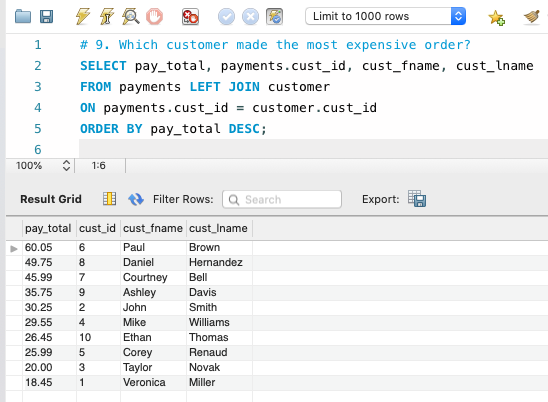 Limit to 1000 rows
1 # 9. Which customer made the most expensive order?
2 SELECT pay_total, payments.cust_id, cust_fname, cust_lname
3 FROM payments LEFT JOIN customer
4 ON payments.cust_id = customer.cust_id
5 ORDER BY pay_total DESC;
6
100% 1:6
Result Grid Filter Rows: Search Export:
pay_total cust_id cust_fname cust_lname
60.05 6 Paul Brown
49.75 8 Daniel Hernandez
45.99 7 Courtney Bell
35.75 9 Ashley Davis
30.25 2 John Smith
29.55 4 Mike Williams
26.45 10 Ethan Thomas
25.99 5 Corey Renaud
20.00 3 Taylor Novak
18.45 1 Veronica Miller